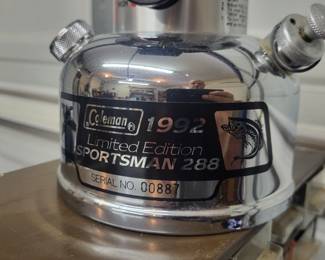 Coleman® 1992
Limited Edition
SPORTSMAN 288
SERIAL NO. 00887